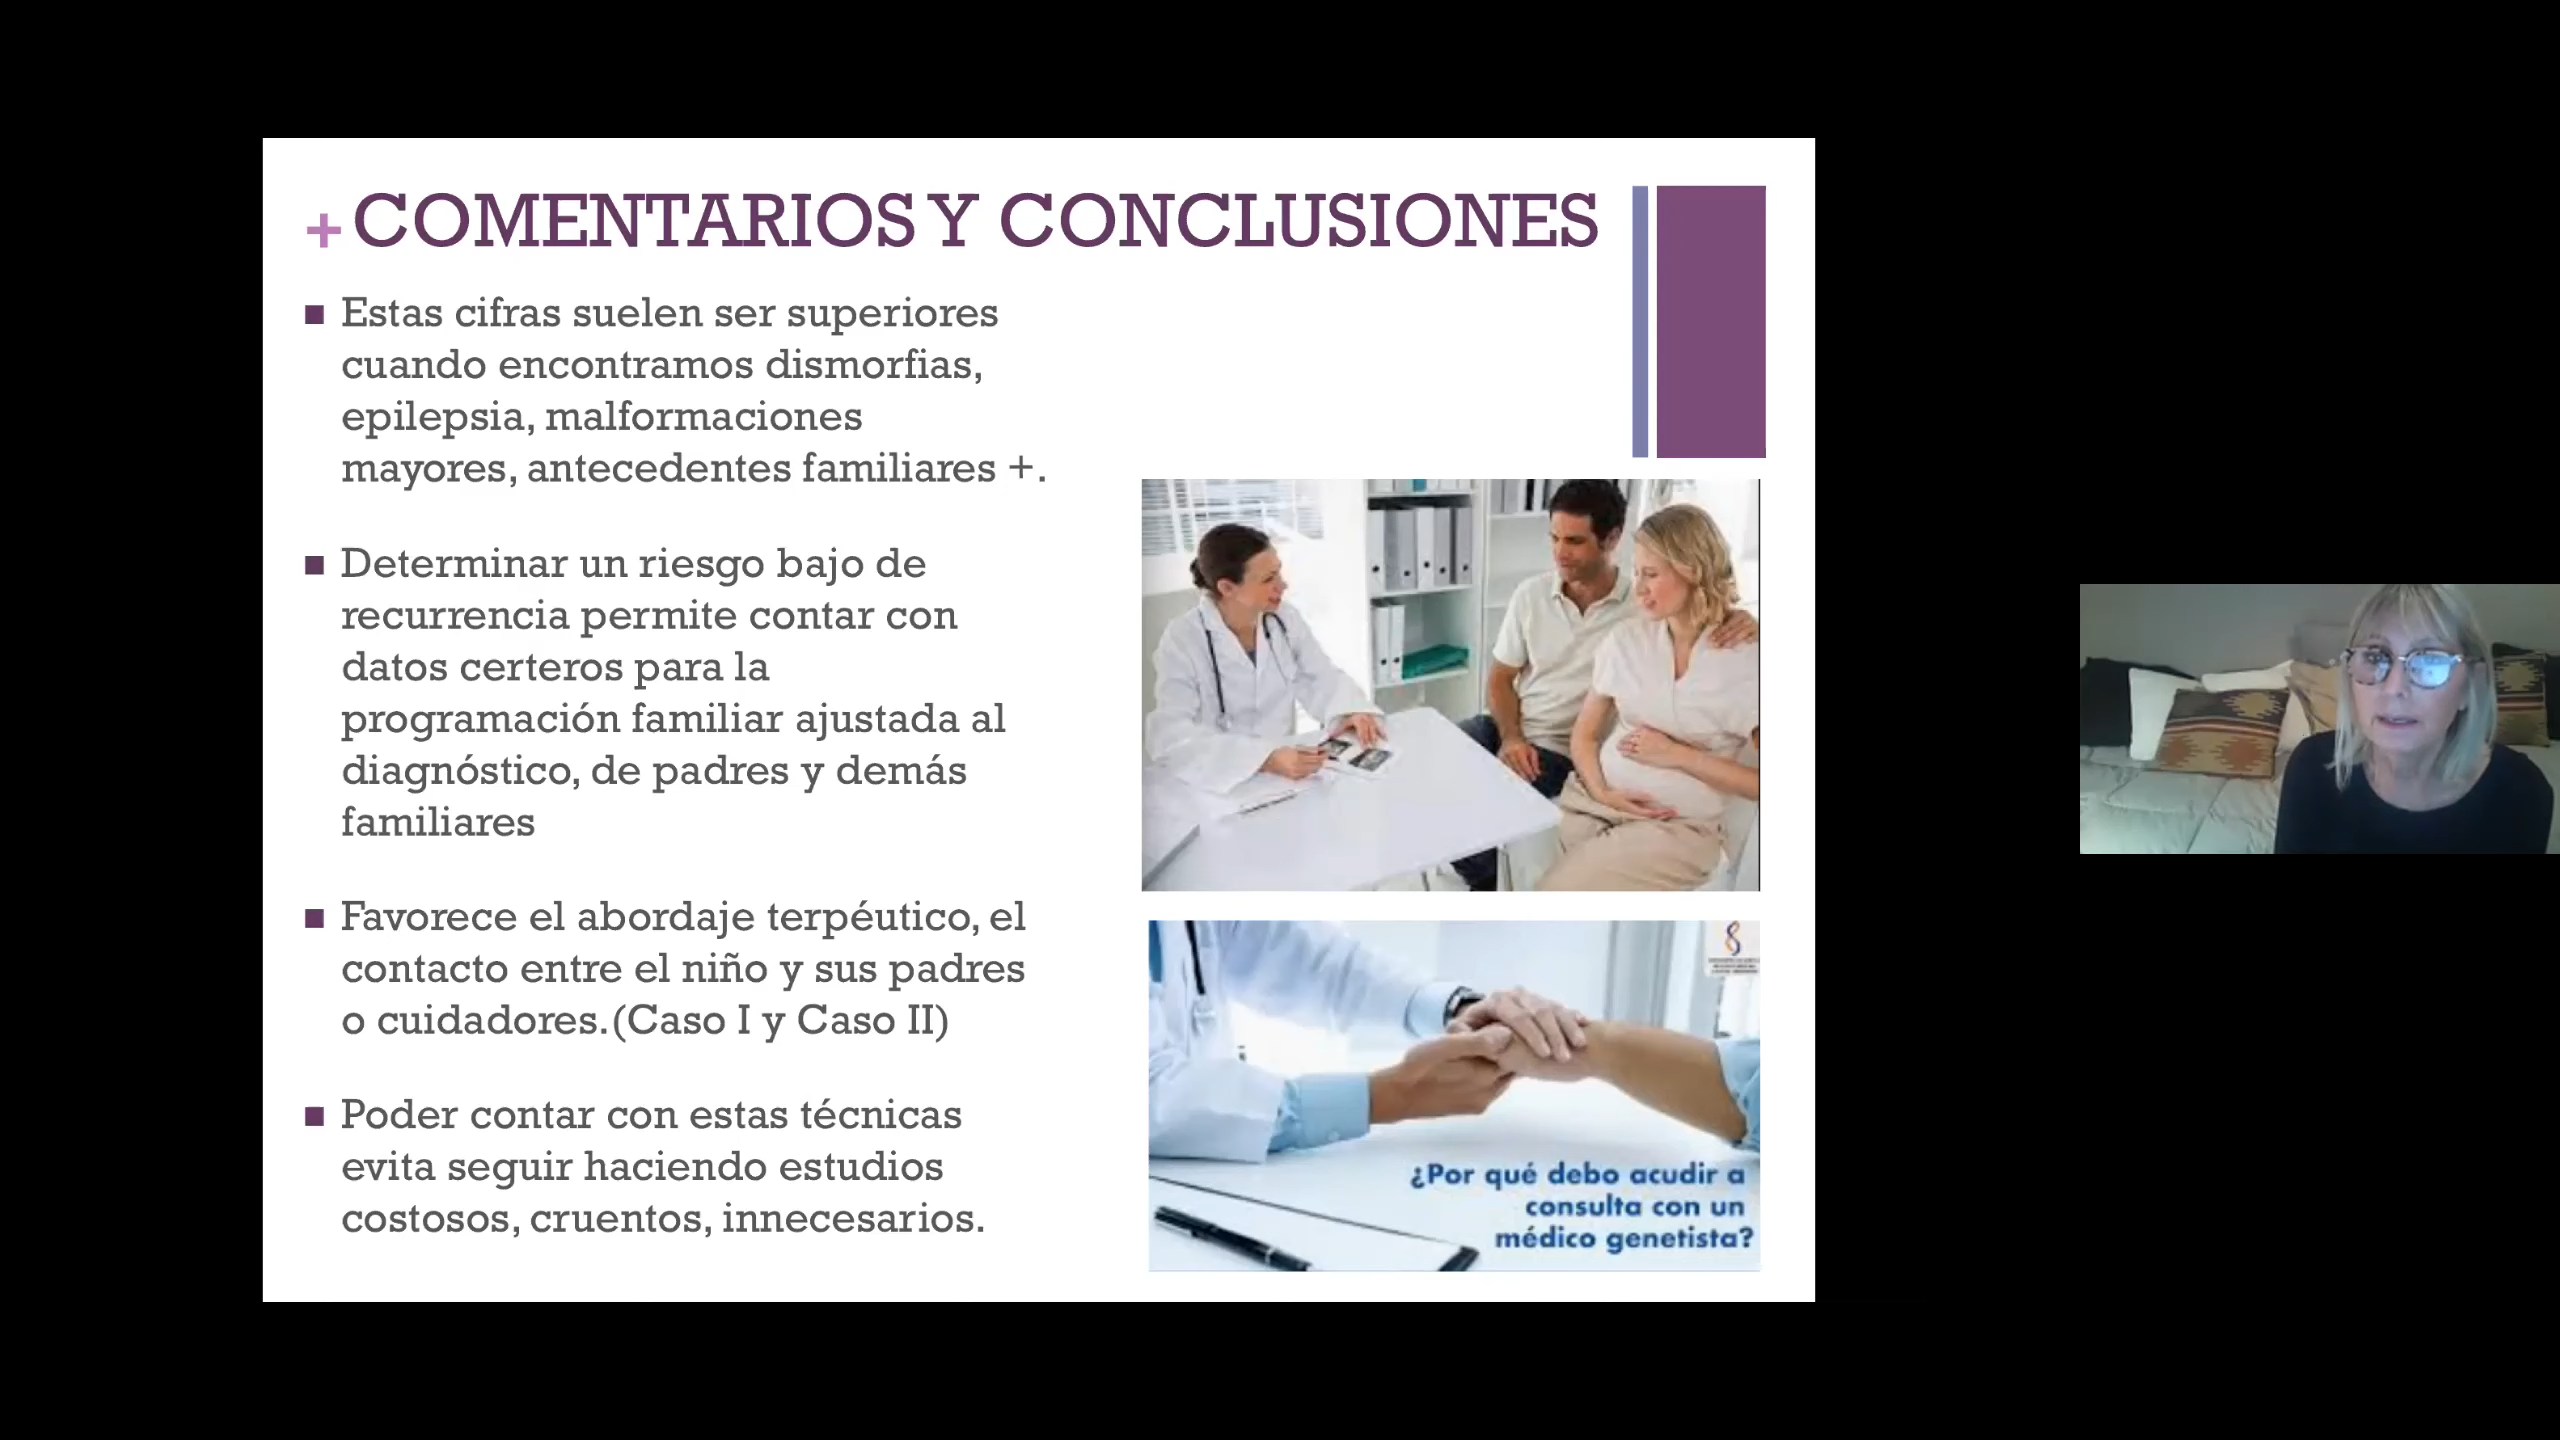 + COMENTARIOS Y CONCLUSIONES
Estas cifras suelen ser superiores
cuando encontramos dismorfias,
epilepsia, malformaciones
mayores, antecedentes familiares +.
Determinar un riesgo bajo de
recurrencia permite contar con
datos certeros para la
programación familiar ajustada al
diagnóstico, de padres y demás
familiares
Favorece el abordaje terpéutico, el
contacto entre el niño y sus padres
o cuidadores.(Caso I y Caso II)
Poder contar con estas técnicas
evita seguir haciendo estudios
costosos, cruentos, innecesarios.
¿Por qué debo acudir a
consulta con un
médico genetista?